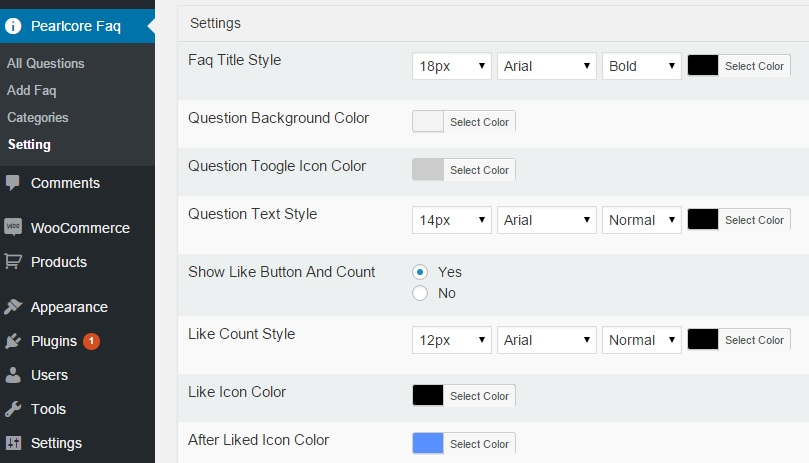 Pearlcore Faq
All Questions
Add Faq
Categories
Setting
Comments
WooCommerce
Products
Appearance
Plugins 1
Users
Tools
Settings
Settings
Faq Title Style 18px Arial Bold Select Color
Question Background Color Select Color
Question Toogle Icon Color Select Color
Question Text Style 14px Arial Normal Select Color
Show Like Button And Count Yes
No
Like Count Style 12px Arial Normal Select Color
Like Icon Color Select Color
After Liked Icon Color Select Color